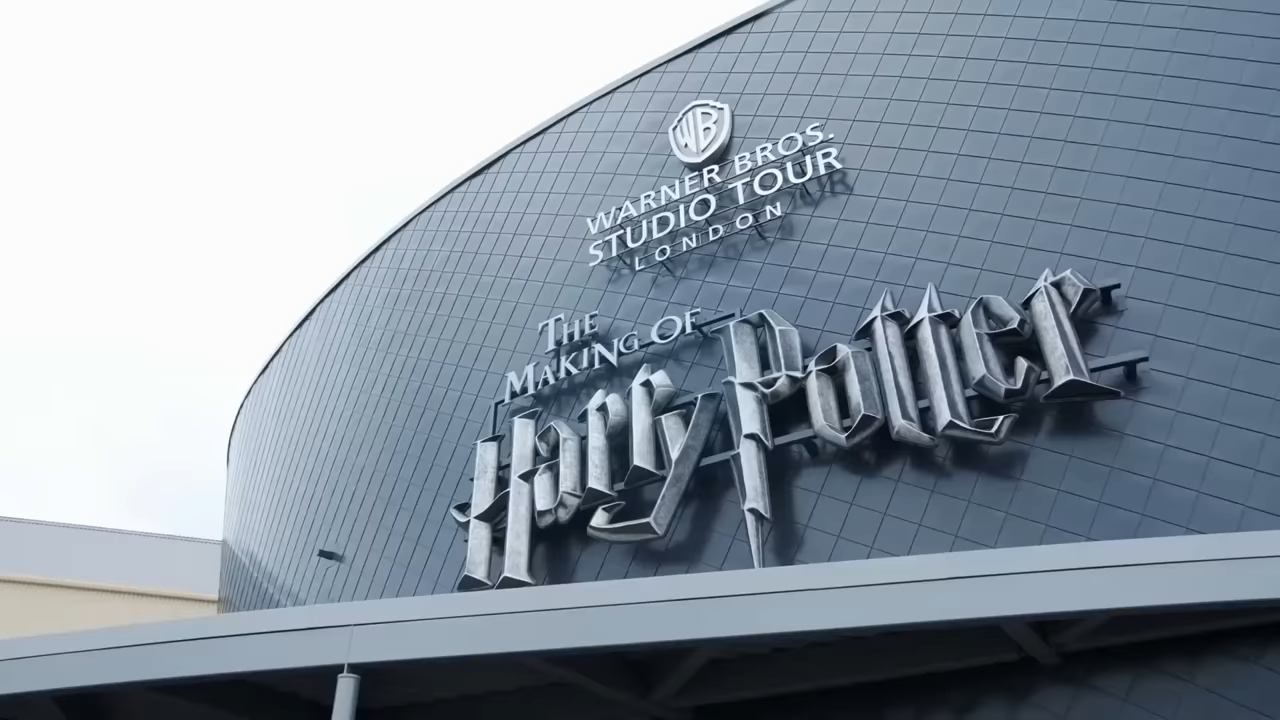 WB
WARNER BROS.
STUDIO TOUR
LONDON
THE
MAKING OF
Harry Potter